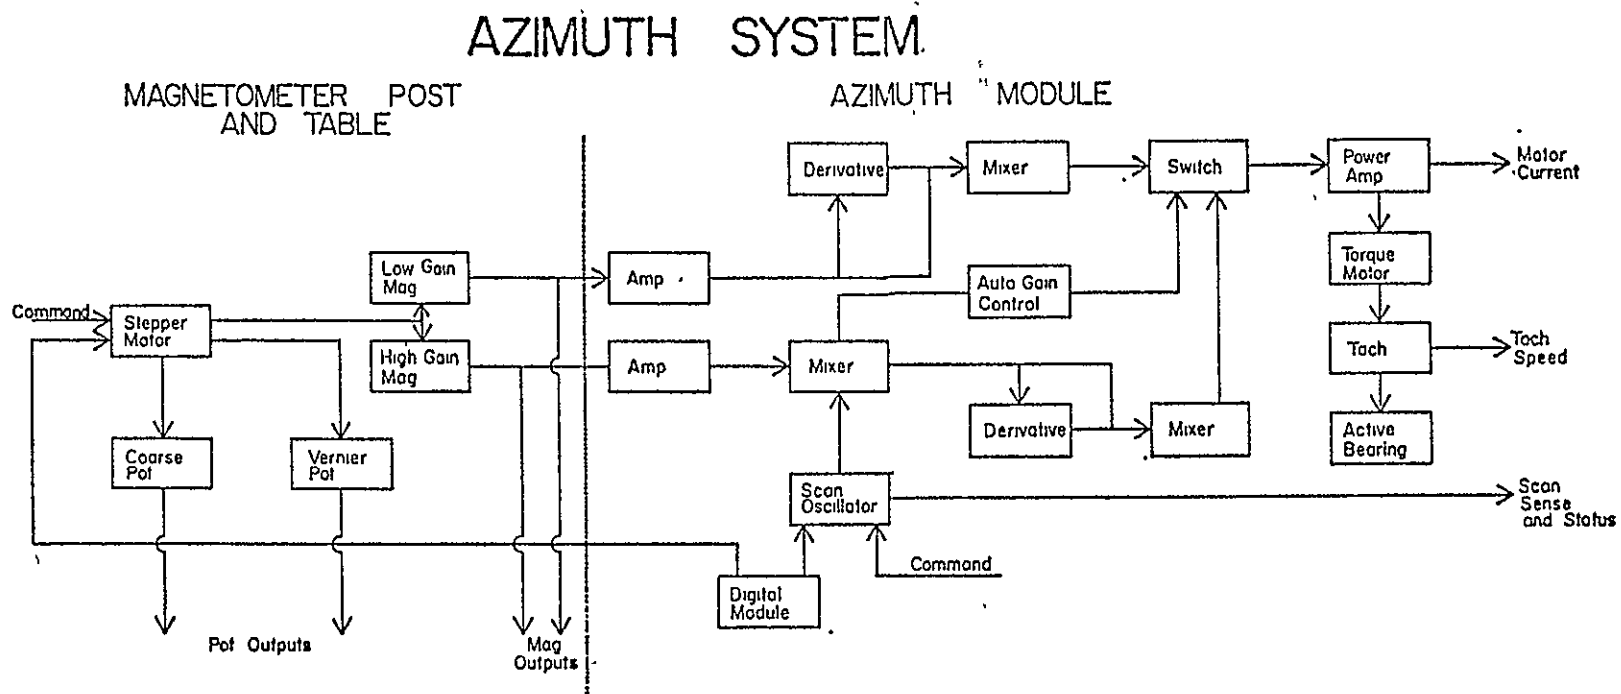 AZIMUTH SYSTEM
MAGNETOMETER POST
AND TABLE
AZIMUTH MODULE
Derivative
Mixer
Switch
Power
Amp
Motor
Current
Low Gain
Mag
Amp
Auto Gain
Control
Torque
Motor
Command
Stepper
Motor
High Gain
Mag
Amp
Mixer
Tach
Tach
Speed
Derivative
Mixer
Active
Bearing
Coarse
Pot
Vernier
Pot
Scan
Oscillator
Scan
Sense
and Status
Command
Digital
Module
Pot Outputs
Mag
Outputs